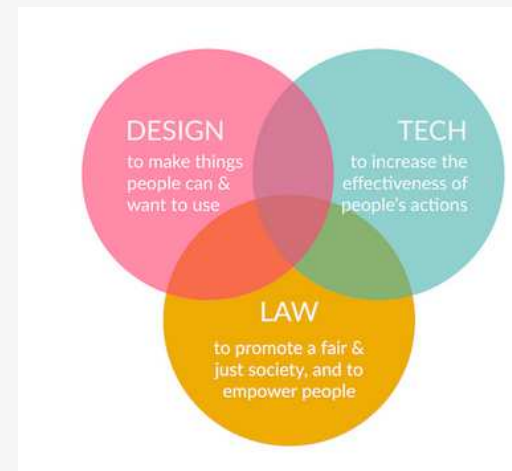 DESIGN
to make things
people can &
want to use
TECH
to increase the
effectiveness of
people's actions
LAW
to promote a fair &
just society, and to
empower people